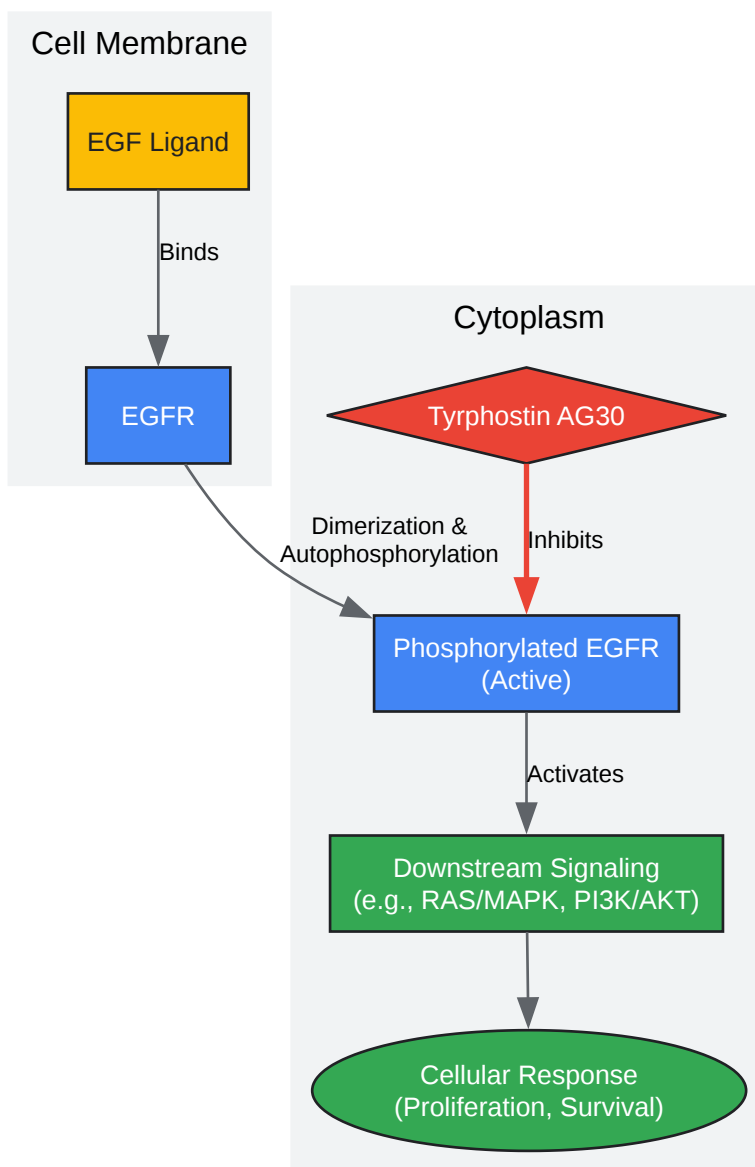 Cell Membrane
EGF Ligand
Binds
EGFR
Cytoplasm
Tyrphostin AG30
Dimerization &
Autophosphorylation
Inhibits
Phosphorylated EGFR
(Active)
Activates
Downstream Signaling
(e.g., RAS/MAPK, PI3K/AKT)
Cellular Response
(Proliferation, Survival)